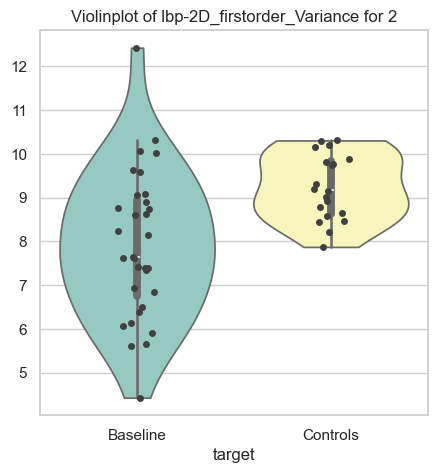 Violinplot of lbp-2D_firstorder_Variance for 2
12
11
10
9
8
7
6
5
Baseline
Controls
target